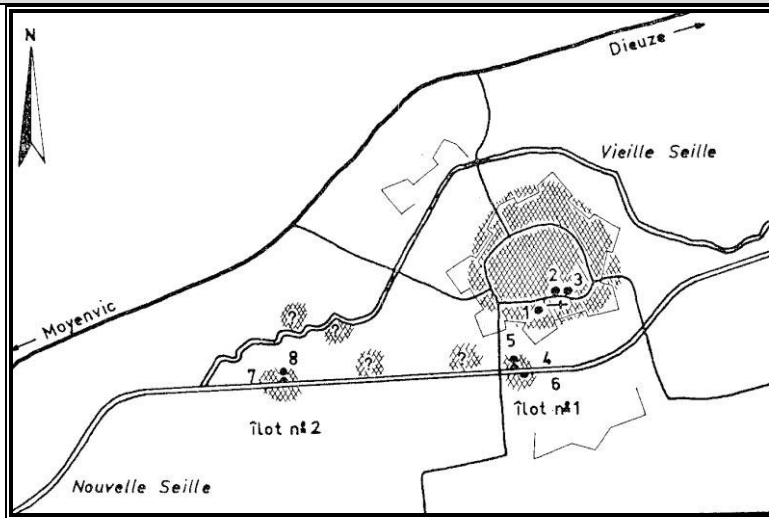 N
Dieuze
Vieille Seille
2 3
1
Moyenvic
?
?
5
?
?
8
4
7
6
îlot n° 1
îlot n° 2
Nouvelle Seille